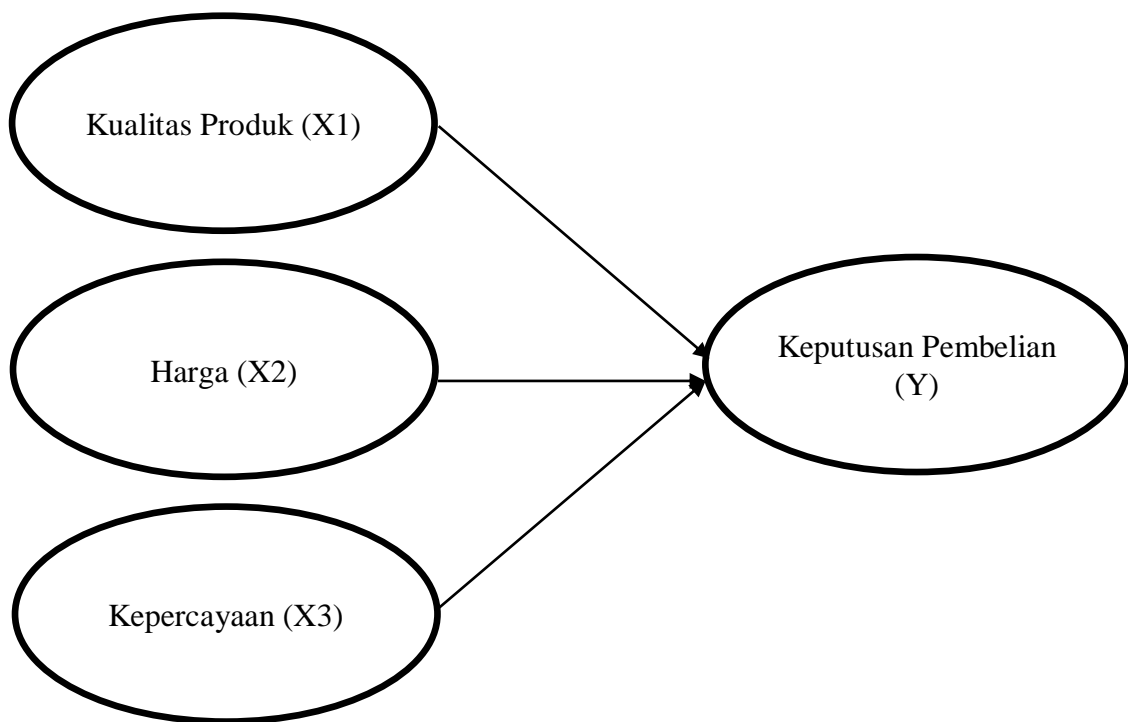 Kualitas Produk (X1)
Harga (X2)
Kepercayaan (X3)
Keputusan Pembelian
(Y)